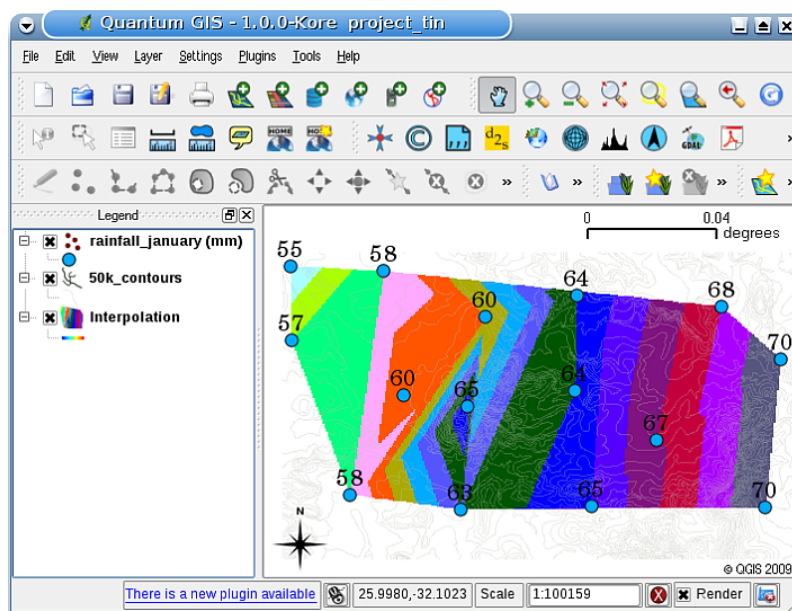 Quantum GIS - 1.0.0-Kore project_tin
File Edit View Layer Settings Plugins Tools Help
HOME HO
d2s
GDAL
»
» » » »
Legend
rainfall_january (mm)
50k_contours
Interpolation
0 0.04
degrees
55 58 64 68
57 60 70
60 65 64
67
58 63 65 70
N
© QGIS 2009
There is a new plugin available 25.9980,-32.1023 Scale 1:100159 Render